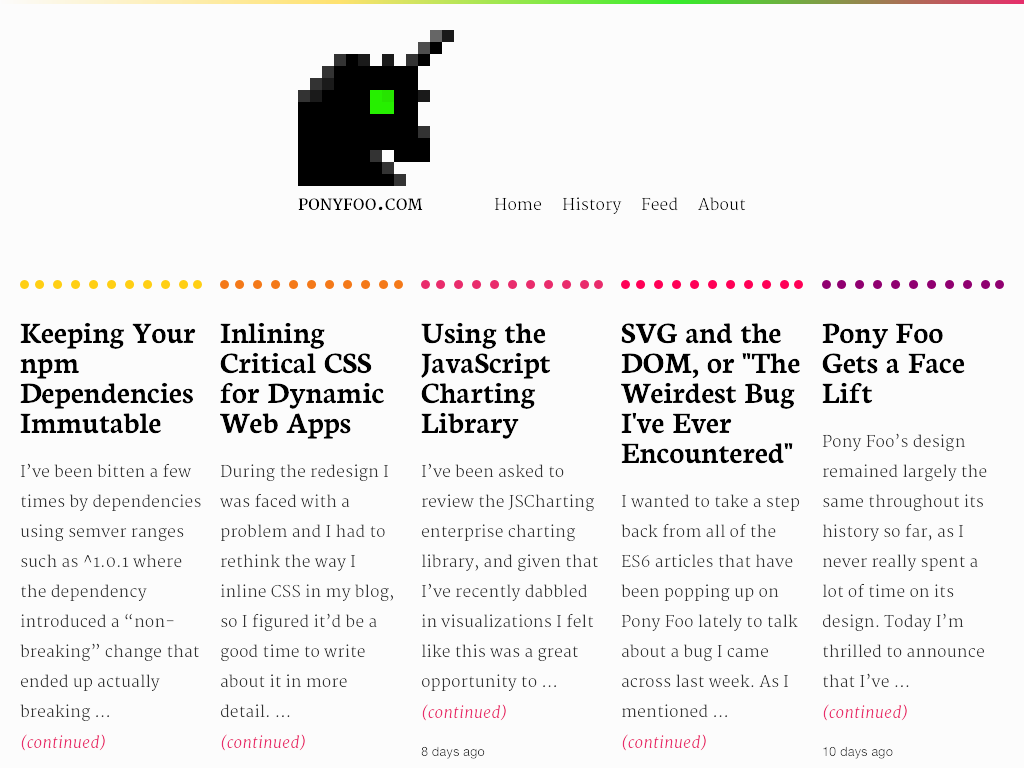 PONYFOO.COM
Home History Feed About
Keeping Your
npm
Dependencies
Immutable
I’ve been bitten a few
times by dependencies
using semver ranges
such as ^1.0.1 where
the dependency
introduced a “non-
breaking” change that
ended up actually
breaking …
(continued)
Inlining
Critical CSS
for Dynamic
Web Apps
During the redesign I
was faced with a
problem and I had to
rethink the way I
inline CSS in my blog,
so I figured it’d be a
good time to write
about it in more
detail. …
(continued)
Using the
JavaScript
Charting
Library
I’ve been asked to
review the JSCharting
enterprise charting
library, and given that
I’ve recently dabbled
in visualizations I felt
like this was a great
opportunity to …
(continued)
8 days ago
SVG and the
DOM, or "The
Weirdest Bug
I've Ever
Encountered"
I wanted to take a step
back from all of the
ES6 articles that have
been popping up on
Pony Foo lately to talk
about a bug I came
across last week. As I
mentioned …
(continued)
Pony Foo
Gets a Face
Lift
Pony Foo’s design
remained largely the
same throughout its
history so far, as I
never really spent a
lot of time on its
design. Today I’m
thrilled to announce
that I’ve …
(continued)
10 days ago